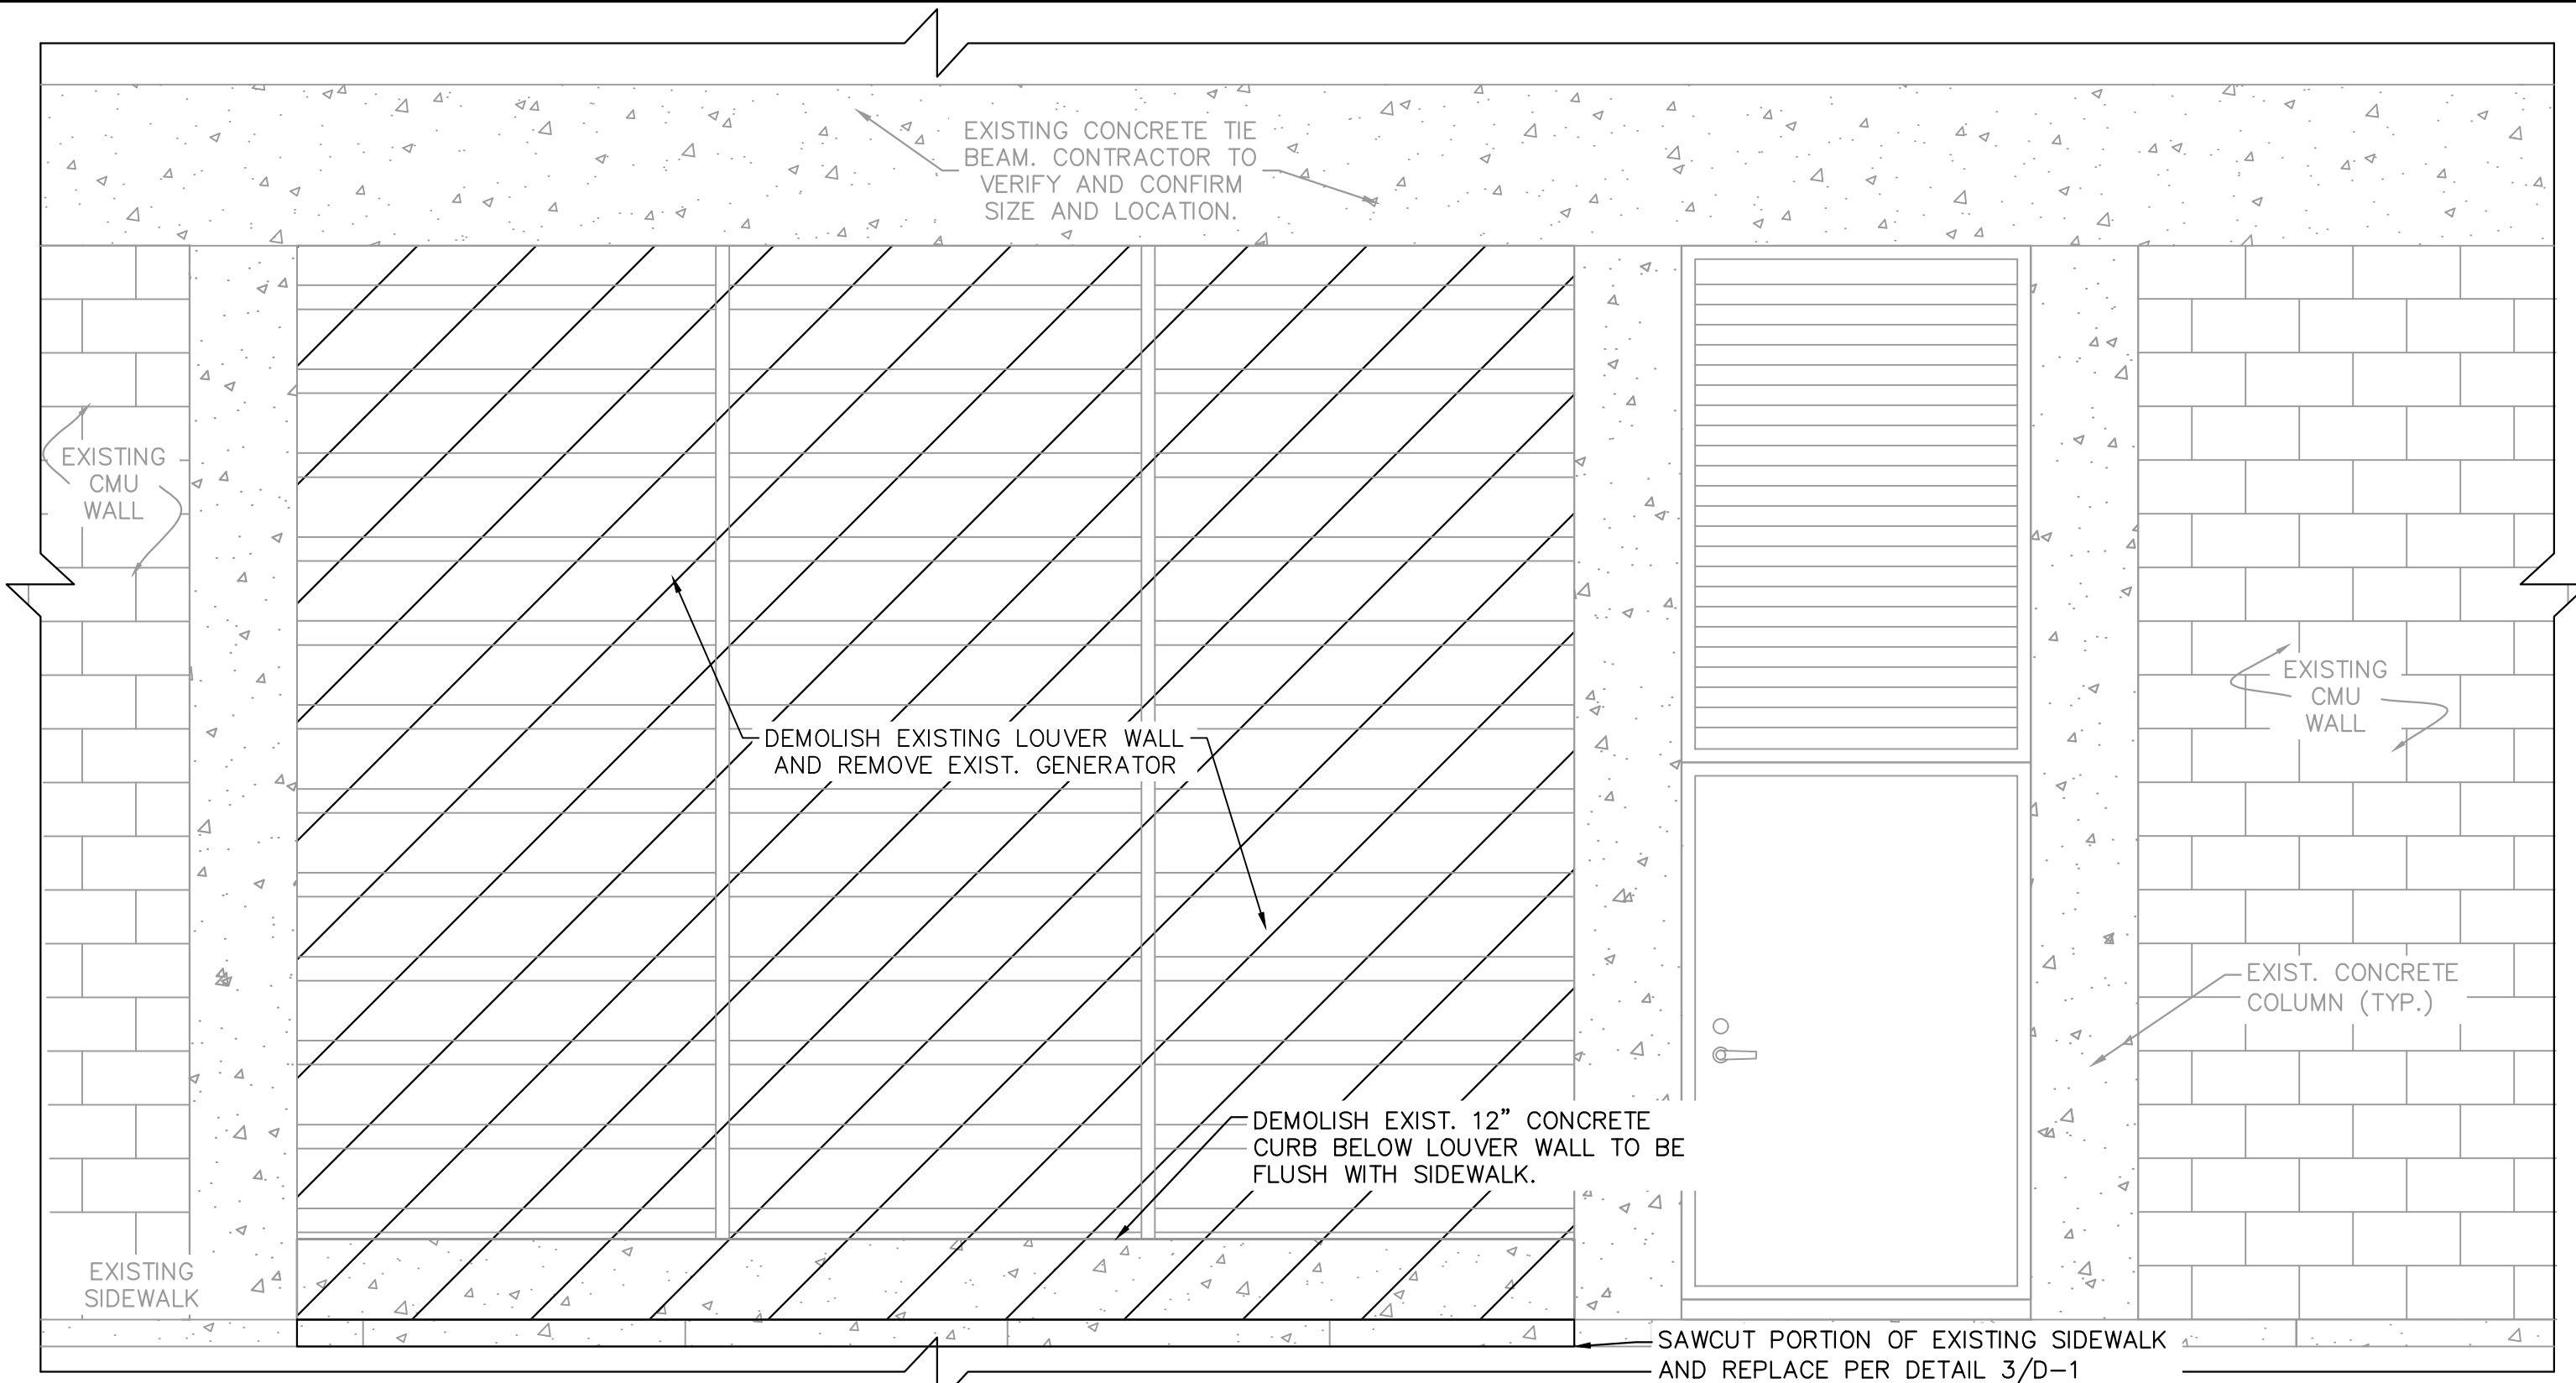 EXISTING CONCRETE TIE
BEAM. CONTRACTOR TO
VERIFY AND CONFIRM
SIZE AND LOCATION.
EXISTING
CMU
WALL
EXISTING
CMU
WALL
DEMOLISH EXISTING LOUVER WALL
AND REMOVE EXIST. GENERATOR
EXIST. CONCRETE
COLUMN (TYP.)
DEMOLISH EXIST. 12” CONCRETE
CURB BELOW LOUVER WALL TO BE
FLUSH WITH SIDEWALK.
EXISTING
SIDEWALK
SAWCUT PORTION OF EXISTING SIDEWALK
AND REPLACE PER DETAIL 3/D-1